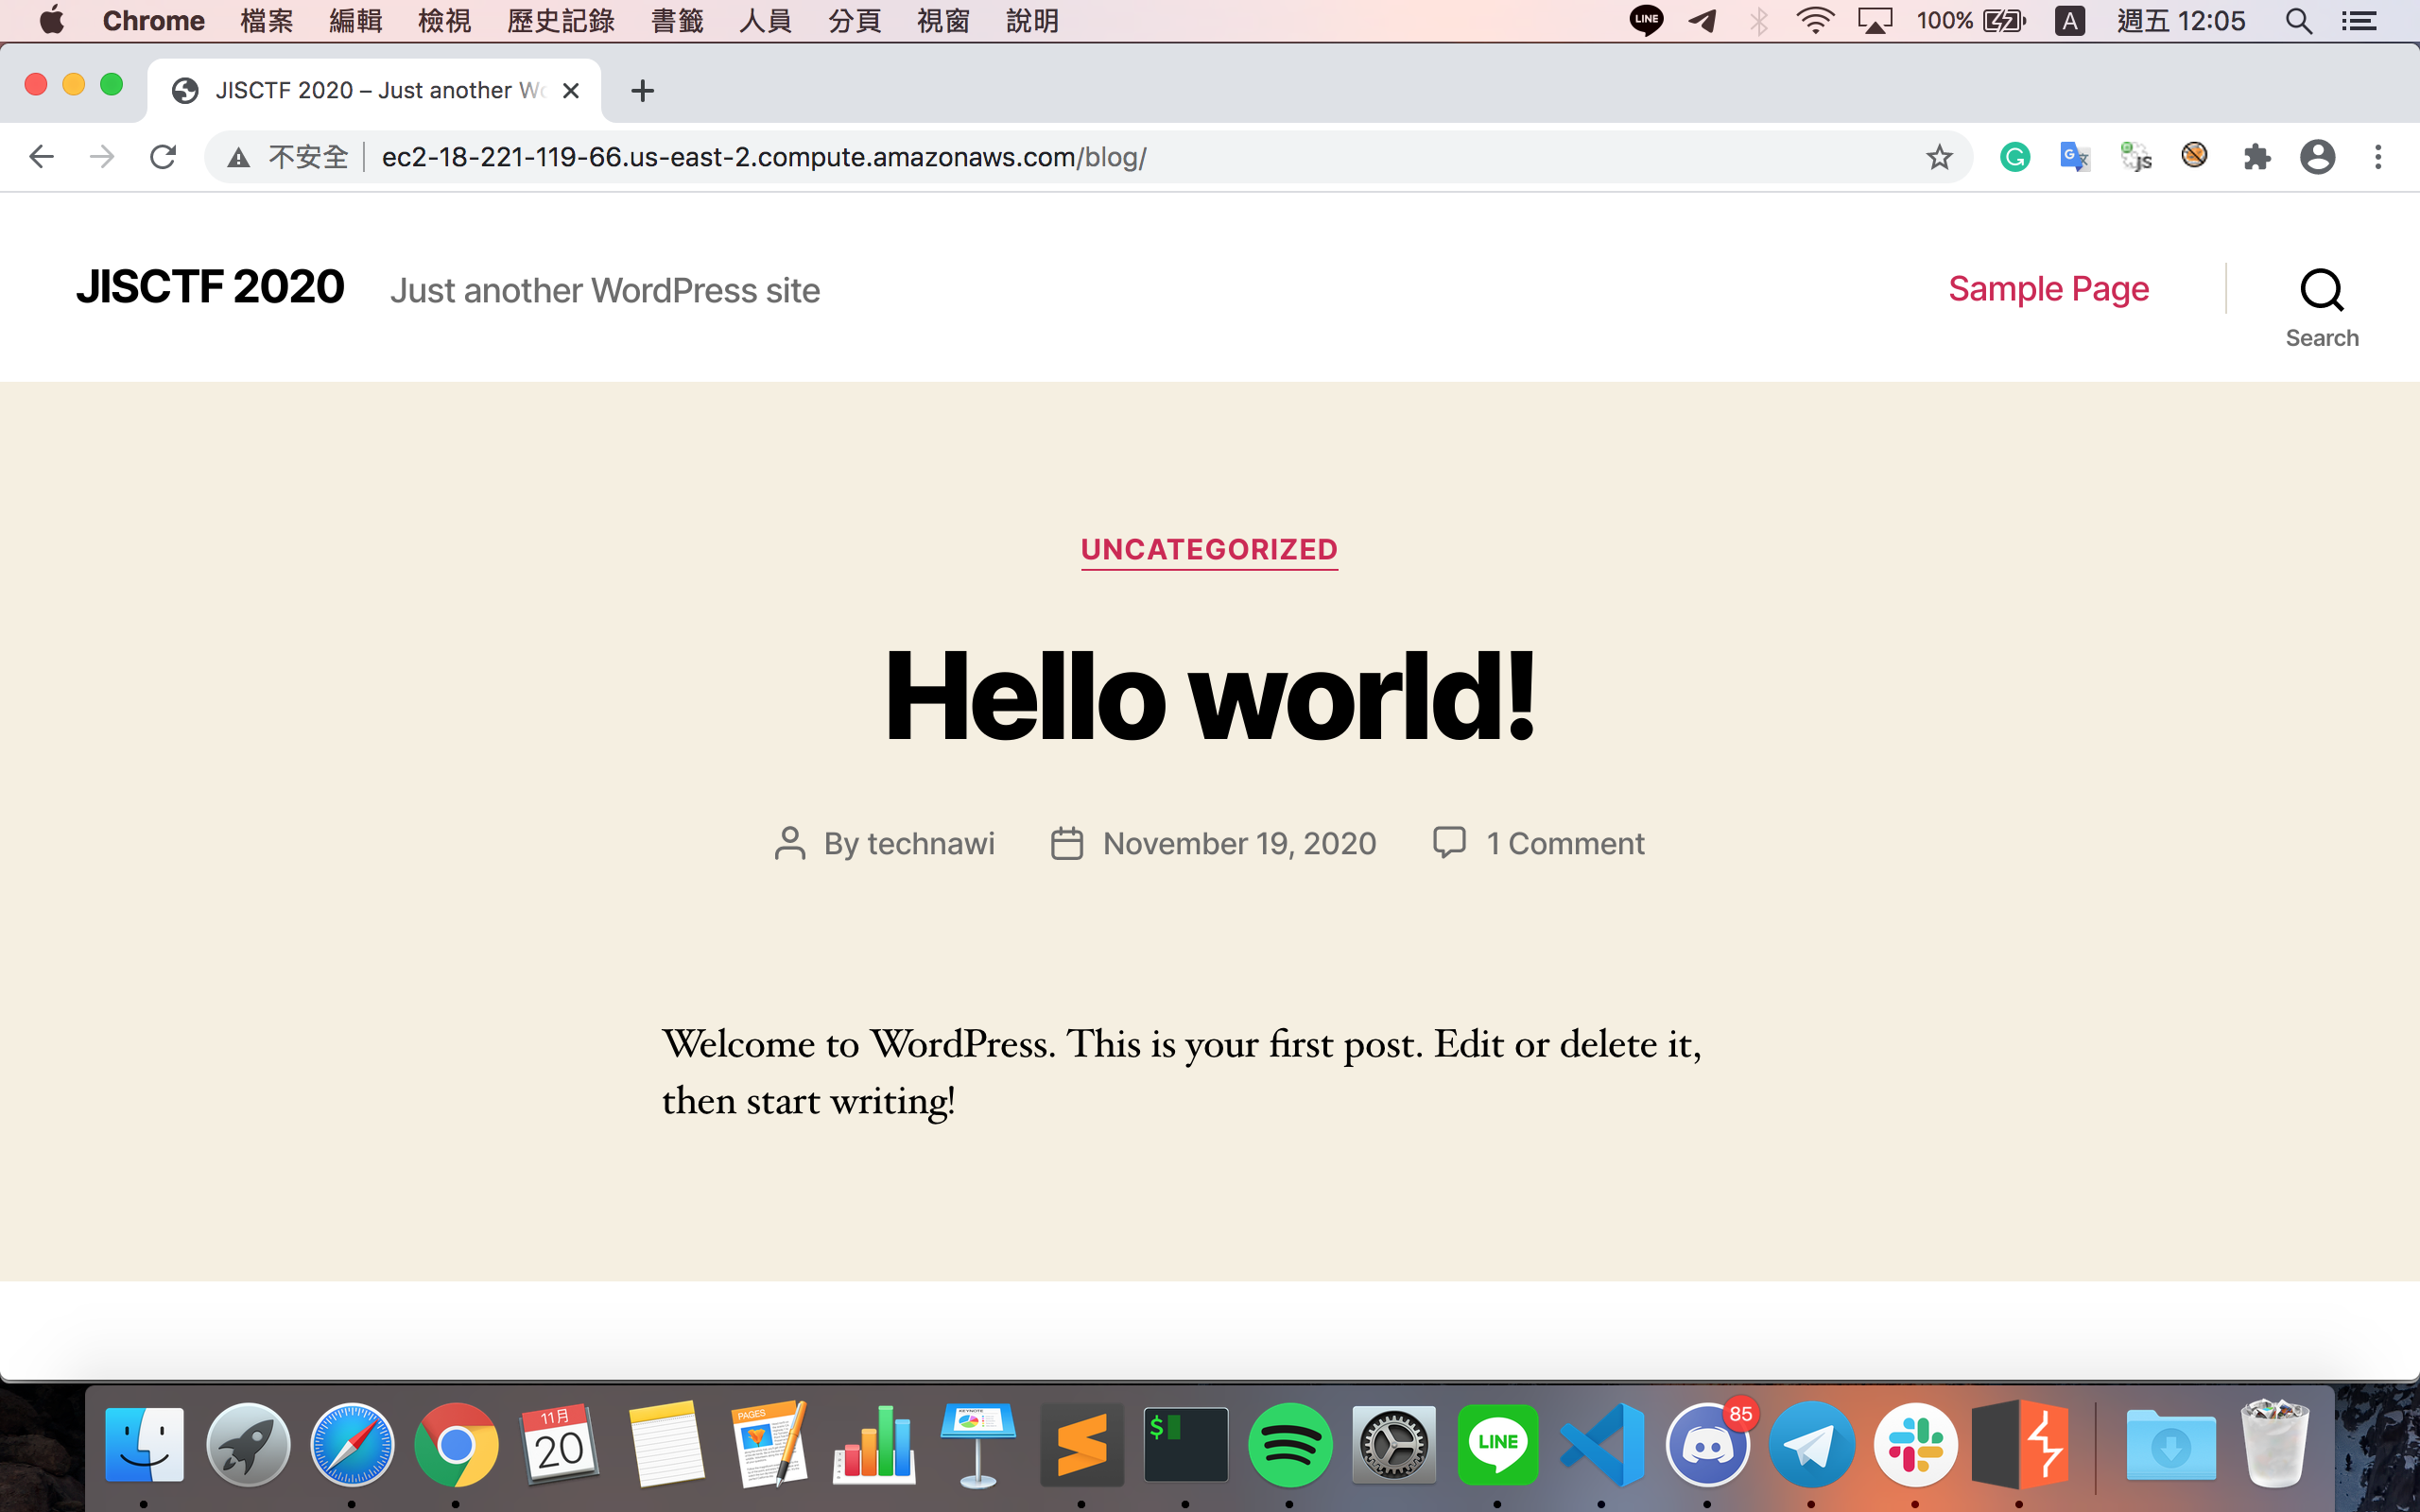 Chrome 檔案 編輯 檢視 歷史記錄 書籤 人員 分頁 視窗 說明 LINE 100% A 週五 12:05
JISCTF 2020 – Just another Wo
不安全 ec2-18-221-119-66.us-east-2.compute.amazonaws.com/blog/
JISCTF 2020 Just another WordPress site Sample Page
Search
UNCATEGORIZED
Hello world!
By technawi November 19, 2020 1 Comment
Welcome to WordPress. This is your first post. Edit or delete it,
then start writing!
11月
20
PAGES
KEYNOTE
$
LINE
85